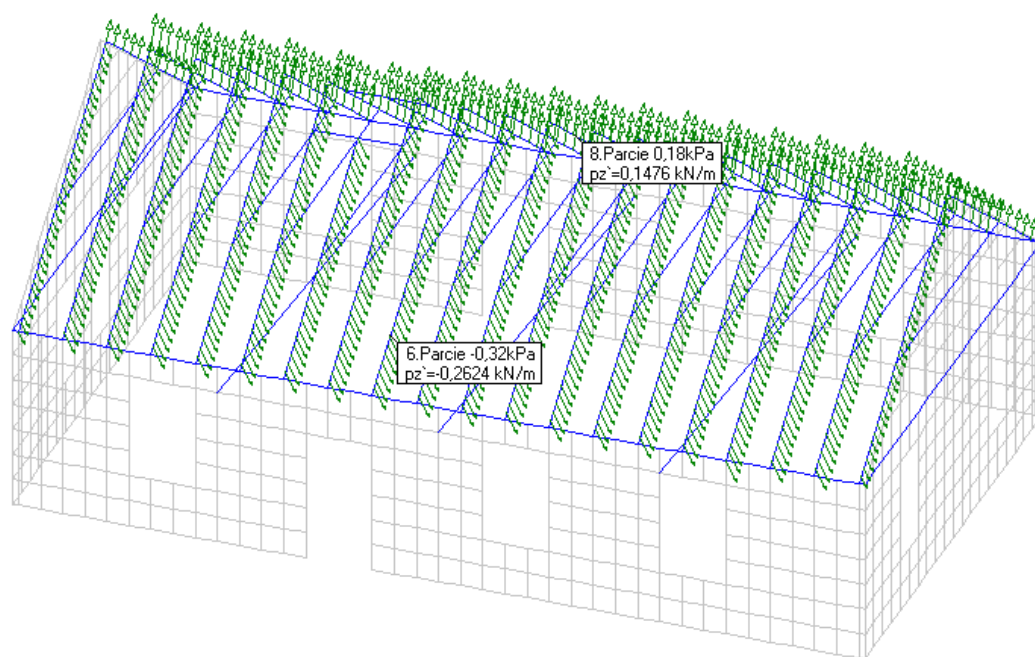 8.Parcie 0,18kPa
pz`=0,1476 kN/m
6.Parcie -0,32kPa
pz`=-0,2624 kN/m